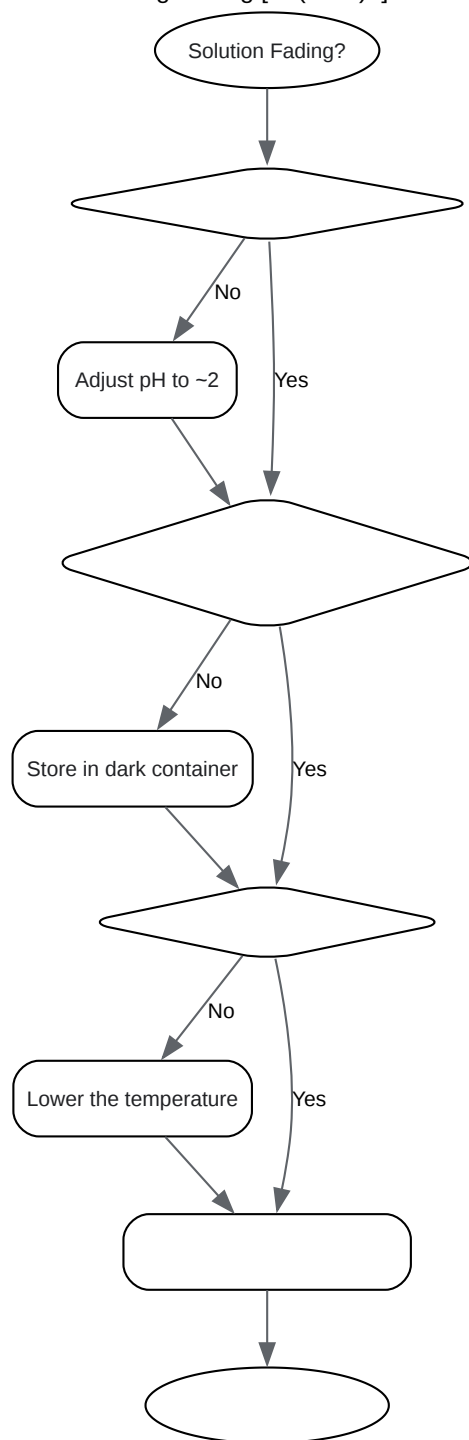 Solution Fading?
No
Adjust pH to ~2
Yes
No
Store in dark container
Yes
No
Lower the temperature
Yes